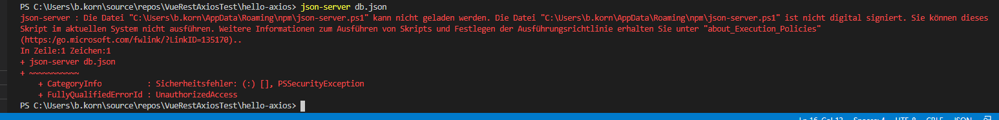 PS C:\Users\b.korn\source\repos\VueRestAxiosTest\hello-axios> json-server db.json
json-server : Die Datei "C:\Users\b.korn\AppData\Roaming\npm\json-server.ps1" kann nicht geladen werden. Die Datei "C:\Users\b.korn\AppData\Roaming\npm\json-server.ps1" ist nicht digital signiert. Sie können dieses
Skript im aktuellen System nicht ausführen. Weitere Informationen zum Ausführen von Skripts und Festlegen der Ausführungsrichtlinie erhalten Sie unter "about_Execution_Policies"
(https:/go.microsoft.com/fwlink/?LinkID=135170)..
In Zeile:1 Zeichen:1
+ json-server db.json
+ ~~~~~~~~~~~
    + CategoryInfo          : Sicherheitsfehler: (:) [], PSSecurityException
    + FullyQualifiedErrorId : UnauthorizedAccess
PS C:\Users\b.korn\source\repos\VueRestAxiosTest\hello-axios>